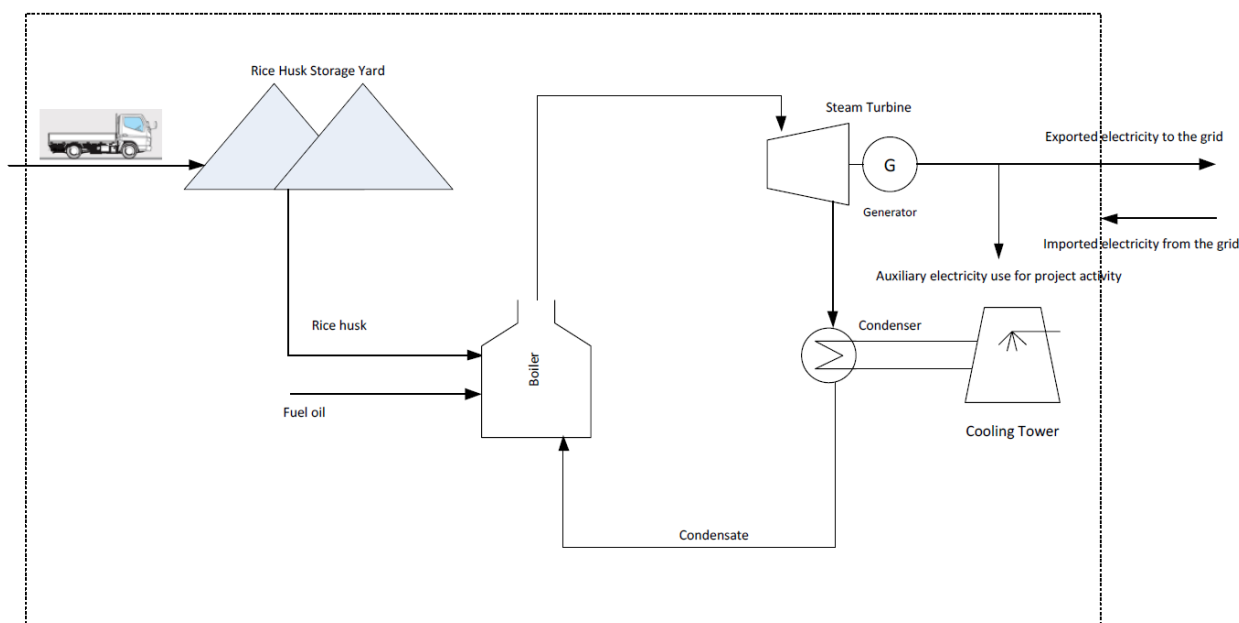 Rice Husk Storage Yard
Steam Turbine
Exported electricity to the grid
G
Generator
Imported electricity from the grid
Auxiliary electricity use for project activity
Rice husk
Condenser
Boiler
Fuel oil
Cooling Tower
Condensate